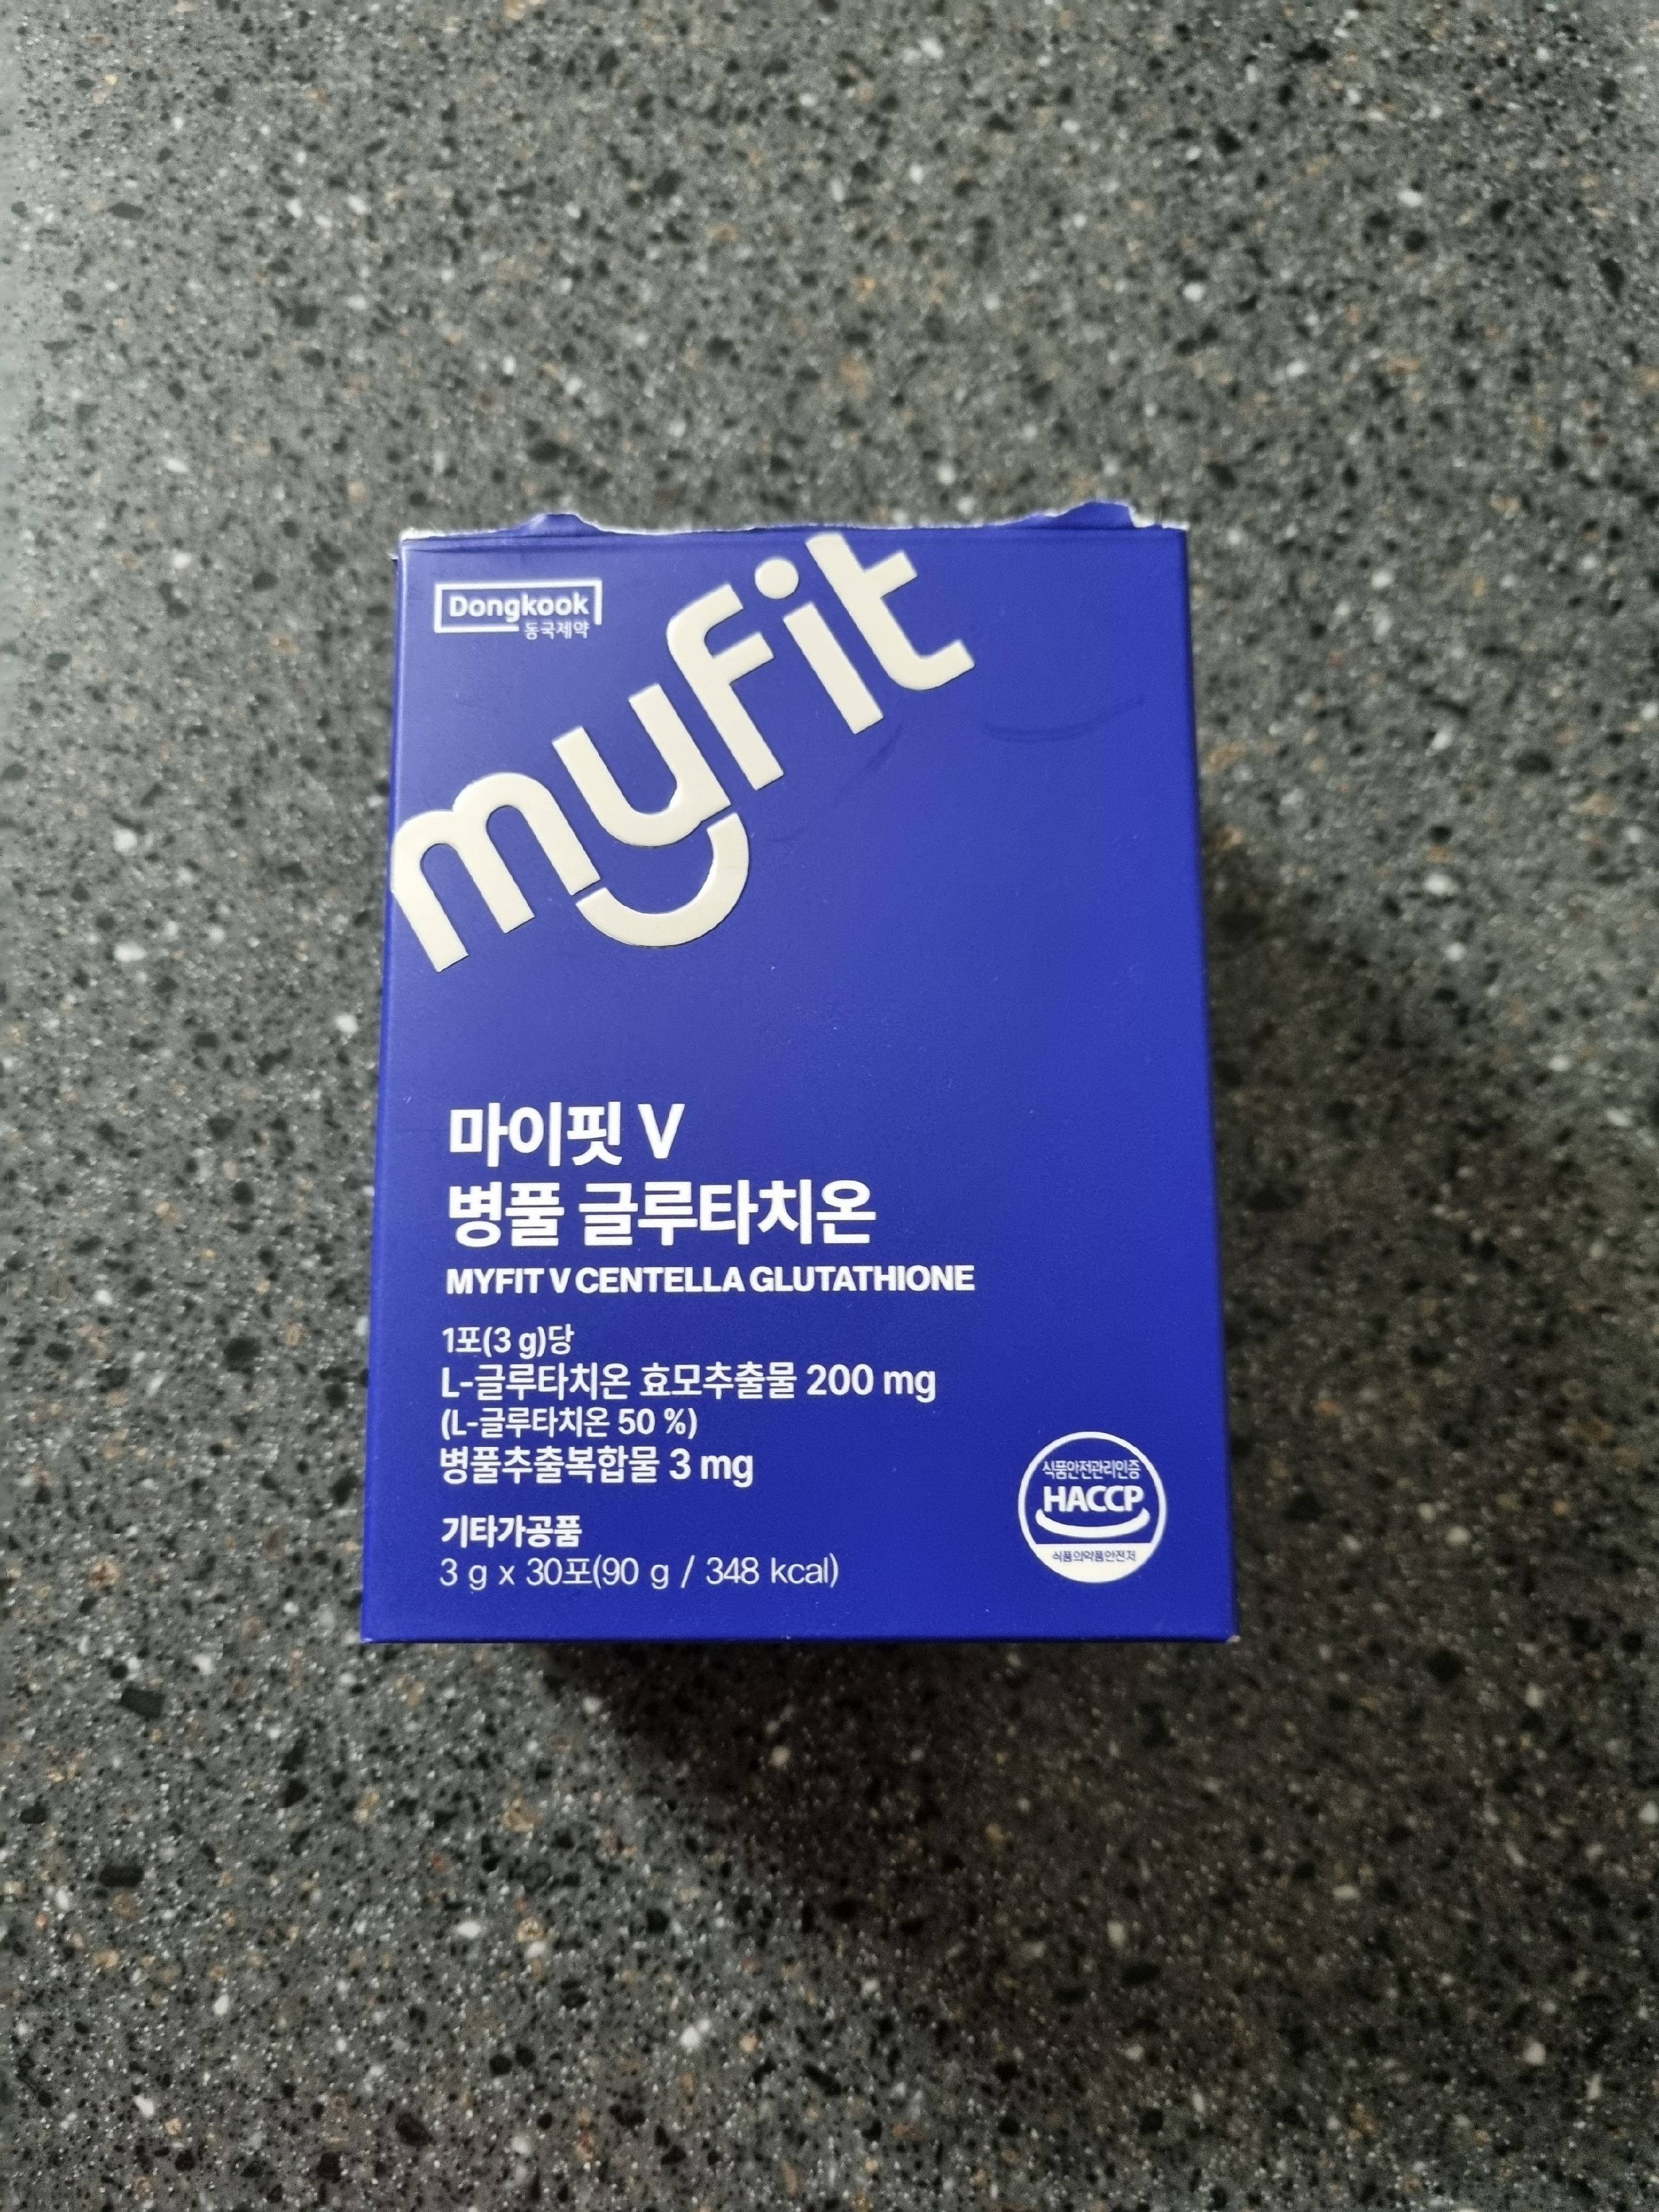 Dongkook
동국제약
myfit
마이핏 V
병풀 글루타치온
MYFIT V CENTELLA GLUTATHIONE
1포(3 g)당
L-글루타치온 효모추출물 200 mg
(L-글루타치온 50 %)
병풀추출복합물 3 mg
기타가공품
3 g x 30포(90 g / 348 kcal)
식품안전관리인증
HACCP
식품의약품안전처